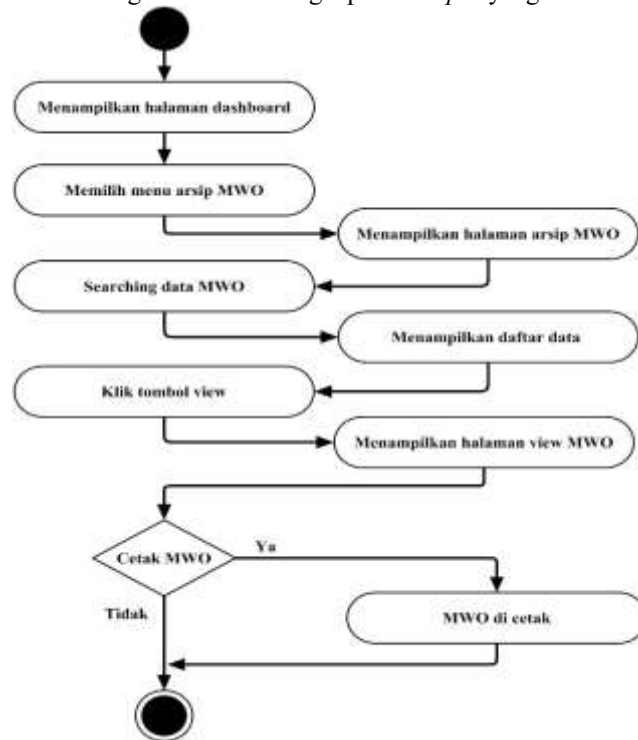 Menampilkan halaman dashboard
Memilih menu arsip MWO
Menampilkan halaman arsip MWO
Searching data MWO
Menampilkan daftar data
Klik tombol view
Menampilkan halaman view MWO
Cetak MWO
Ya
Tidak
MWO di cetak